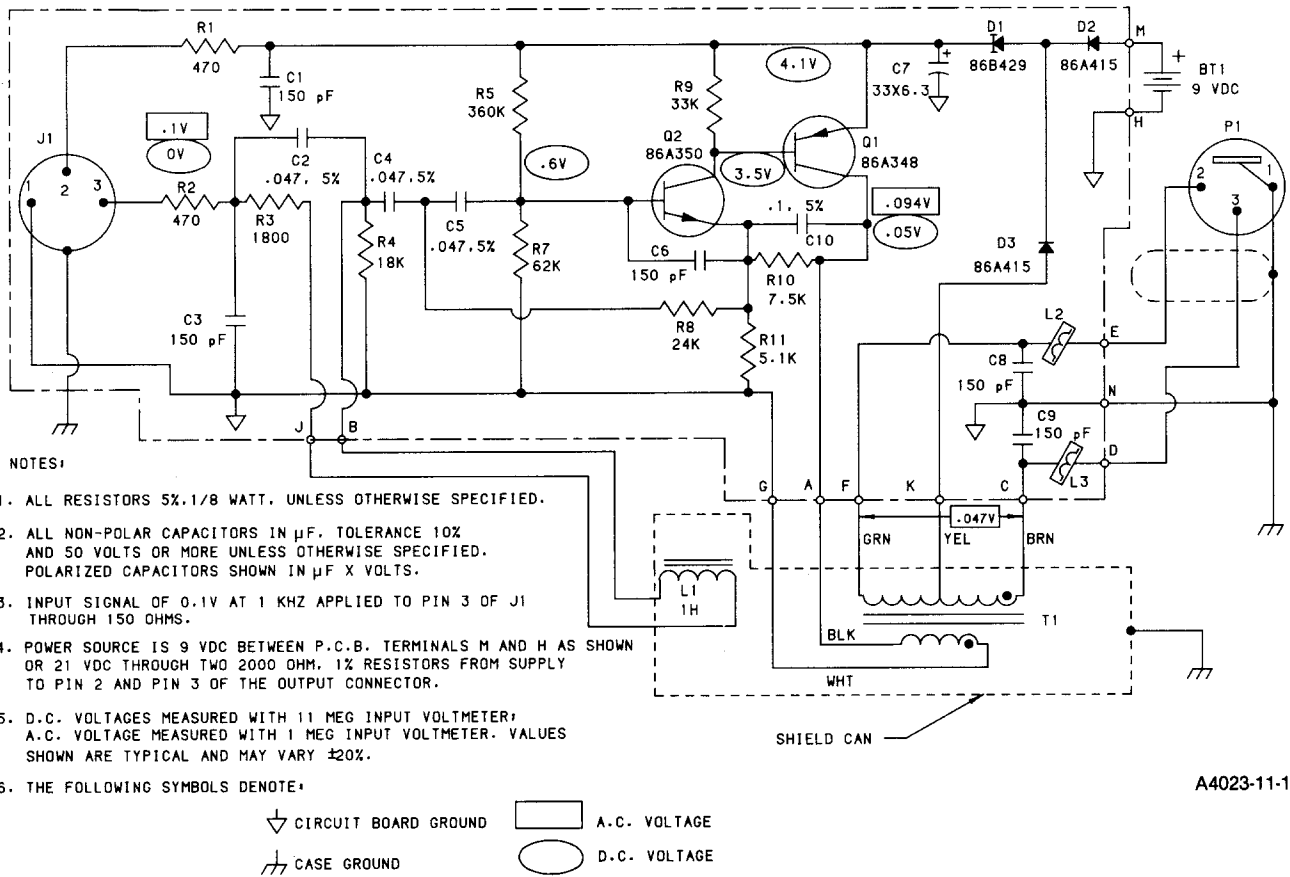 R1
470
C1
150 pF
J1
1
2
3
.1V
0V
R2
470
C2
.047, 5%
R3
1800
C3
150 pF
C4
.047,5%
R4
18K
C5
.047,5%
R5
360K
.6V
R7
62K
R9
33K
4.1V
Q2
86A350
3.5V
Q1
86A348
C6
150 pF
.1, 5%
C10
.094V
.05V
R10
7.5K
R8
24K
R11
5.1K
C7
33X6.3
+
D1
86B429
D2
86A415
M
+
BT1
9 VDC
H
P1
2
1
3
D3
86A415
L2
E
C8
150 pF
N
C9
150 pF
D
L3
J
B
G
A
F
K
C
.047V
GRN
YEL
BRN
L1
1H
BLK
WHT
T1
SHIELD CAN
NOTES:
1. ALL RESISTORS 5%,1/8 WATT, UNLESS OTHERWISE SPECIFIED.
2. ALL NON-POLAR CAPACITORS IN µF, TOLERANCE 10%
AND 50 VOLTS OR MORE UNLESS OTHERWISE SPECIFIED.
POLARIZED CAPACITORS SHOWN IN µF X VOLTS.
3. INPUT SIGNAL OF 0.1V AT 1 KHZ APPLIED TO PIN 3 OF J1
THROUGH 150 OHMS.
4. POWER SOURCE IS 9 VDC BETWEEN P.C.B. TERMINALS M AND H AS SHOWN
OR 21 VDC THROUGH TWO 2000 OHM, 1% RESISTORS FROM SUPPLY
TO PIN 2 AND PIN 3 OF THE OUTPUT CONNECTOR.
5. D.C. VOLTAGES MEASURED WITH 11 MEG INPUT VOLTMETER;
A.C. VOLTAGE MEASURED WITH 1 MEG INPUT VOLTMETER. VALUES
SHOWN ARE TYPICAL AND MAY VARY ±20%.
6. THE FOLLOWING SYMBOLS DENOTE:
CIRCUIT BOARD GROUND
A.C. VOLTAGE
CASE GROUND
D.C. VOLTAGE
A4023-11-1